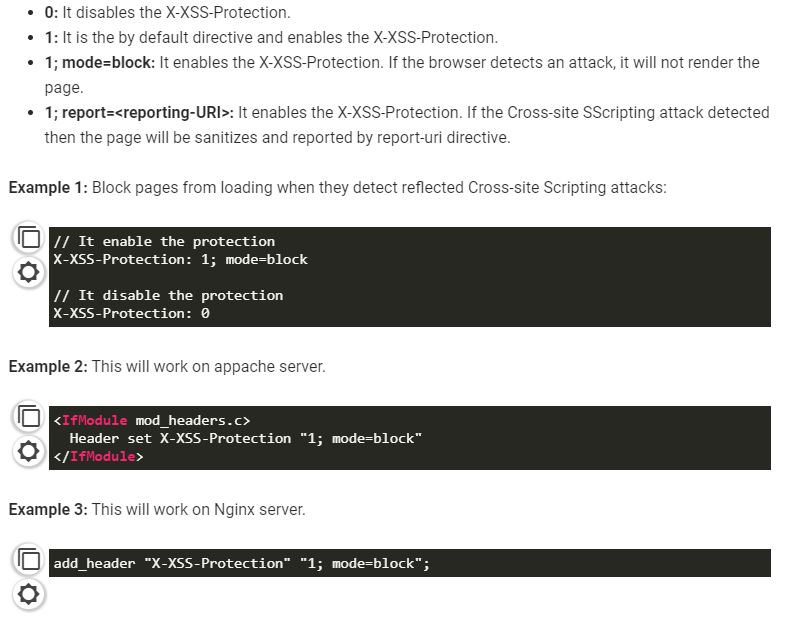 0: It disables the X-XSS-Protection.
1: It is the by default directive and enables the X-XSS-Protection.
1; mode=block: It enables the X-XSS-Protection. If the browser detects an attack, it will not render the
page.
1; report=<reporting-URI>: It enables the X-XSS-Protection. If the Cross-site SScripting attack detected
then the page will be sanitizes and reported by report-uri directive.
Example 1: Block pages from loading when they detect reflected Cross-site Scripting attacks:
// It enable the protection
X-XSS-Protection: 1; mode=block
// It disable the protection
X-XSS-Protection: 0
Example 2: This will work on appache server.
<IfModule mod_headers.c>
  Header set X-XSS-Protection "1; mode=block"
</IfModule>
Example 3: This will work on Nginx server.
add_header "X-XSS-Protection" "1; mode=block";